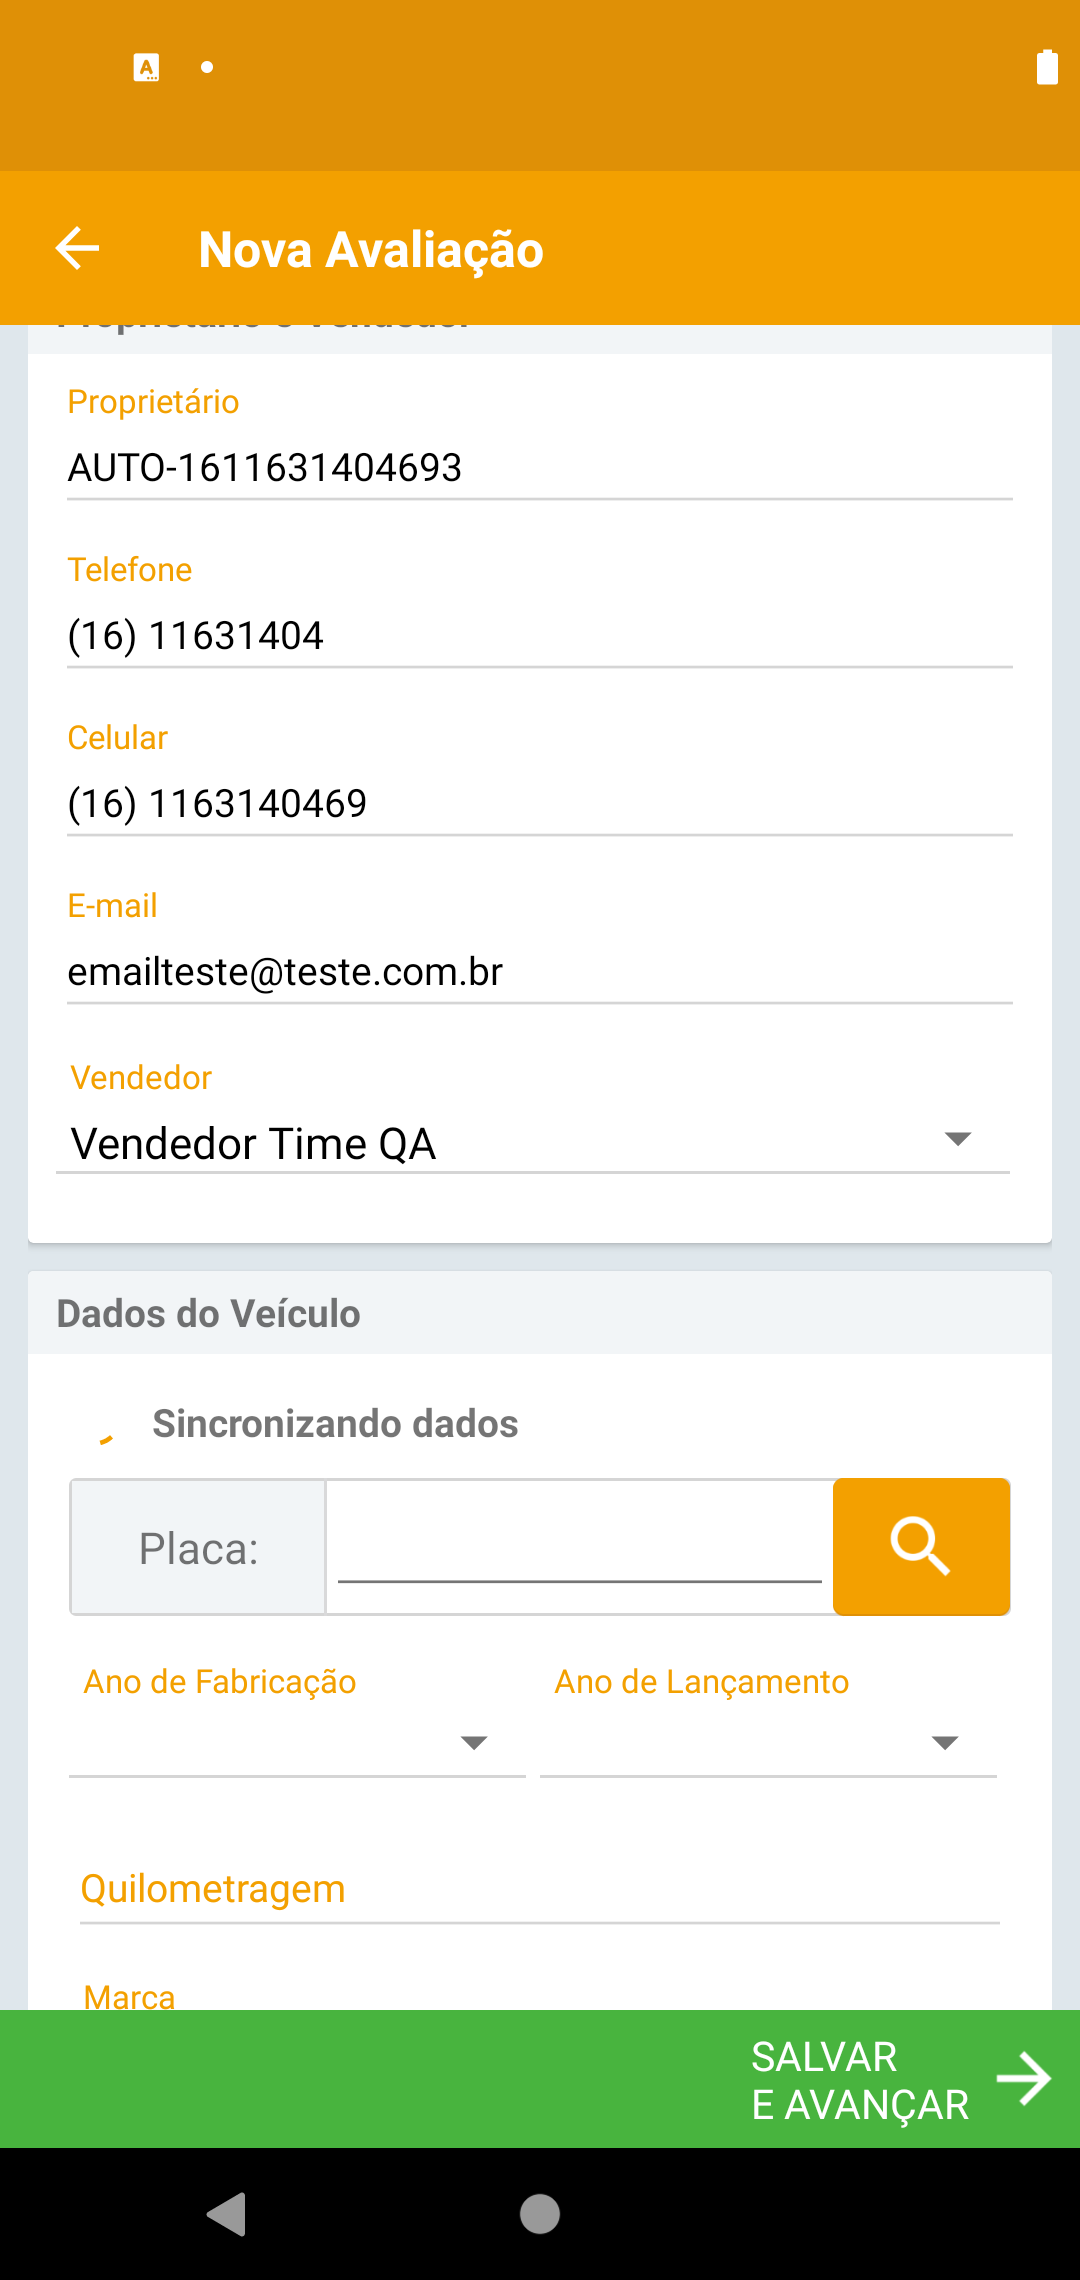 Nova Avaliação
Proprietário
AUTO-1611631404693
Telefone
(16) 11631404
Celular
(16) 1163140469
E-mail
emailteste@teste.com.br
Vendedor
Vendedor Time QA
Dados do Veículo
Sincronizando dados
Placa:
Ano de Fabricação Ano de Lançamento
Quilometragem
Marca
SALVAR
E AVANÇAR